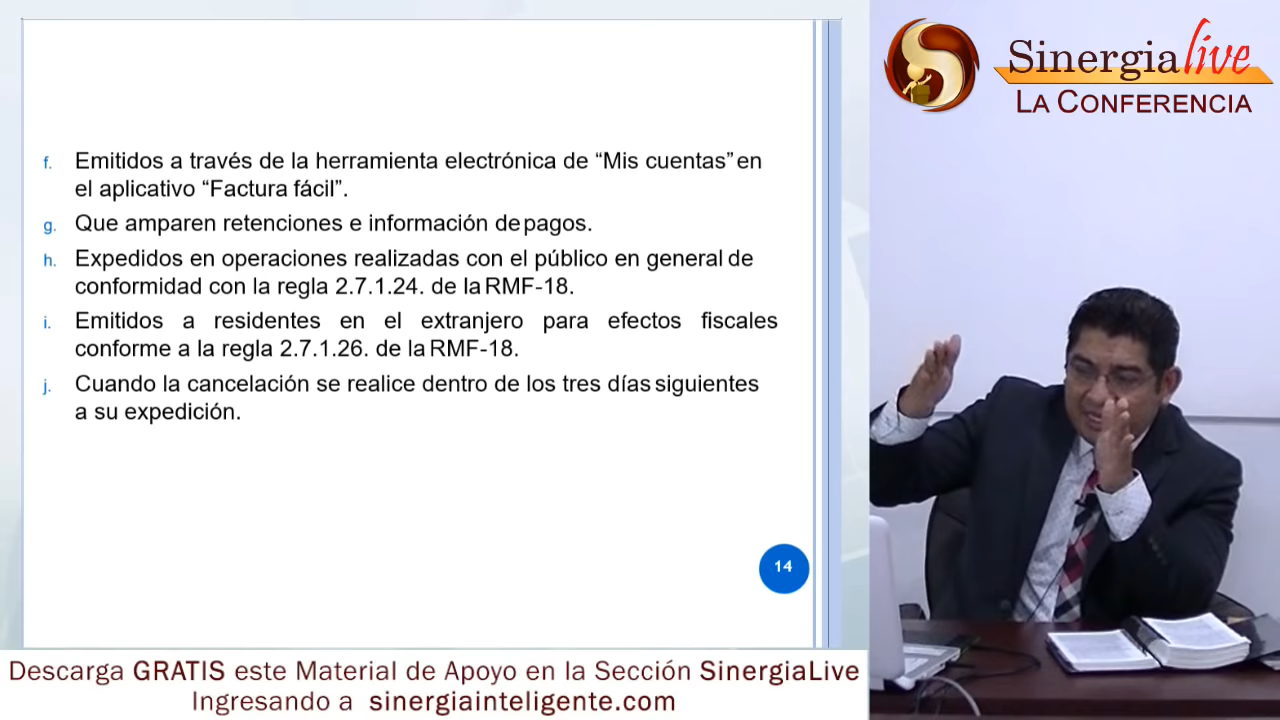 f. Emitidos a través de la herramienta electrónica de “Mis cuentas” en
el aplicativo “Factura fácil”.
g. Que amparen retenciones e información de pagos.
h. Expedidos en operaciones realizadas con el público en general de
conformidad con la regla 2.7.1.24. de la RMF-18.
i. Emitidos a residentes en el extranjero para efectos fiscales
conforme a la regla 2.7.1.26. de la RMF-18.
j. Cuando la cancelación se realice dentro de los tres días siguientes
a su expedición.
14
Sinergialive
LA CONFERENCIA
Descarga GRATIS este Material de Apoyo en la Sección SinergiaLive
Ingresando a sinergiainteligente.com